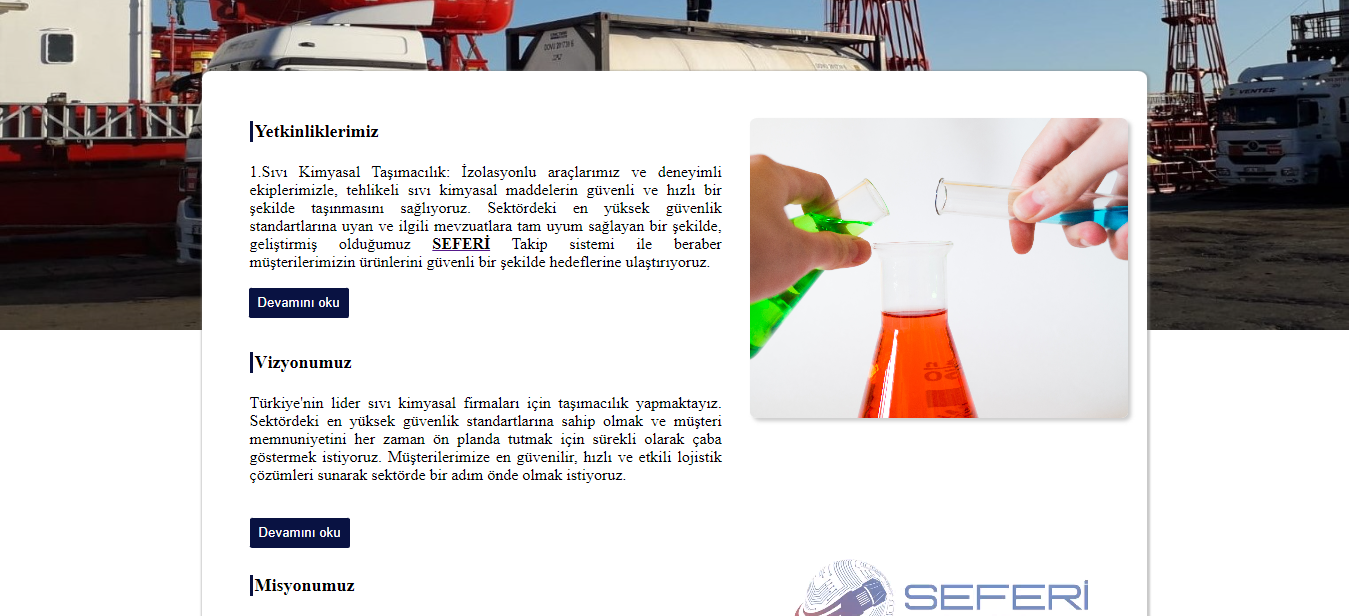 VENTES
Yetkinliklerimiz
1.Sıvı Kimyasal Taşımacılık: İzolasyonlu araçlarımız ve deneyimli
ekiplerimizle, tehlikeli sıvı kimyasal maddelerin güvenli ve hızlı bir
şekilde taşınmasını sağlıyoruz. Sektördeki en yüksek güvenlik
standartlarına uyan ve ilgili mevzuatlara tam uyum sağlayan bir şekilde,
geliştirmiş olduğumuz SEFERİ Takip sistemi ile beraber
müşterilerimizin ürünlerini güvenli bir şekilde hedeflerine ulaştırıyoruz.
Devamını oku
Vizyonumuz
Türkiye'nin lider sıvı kimyasal firmaları için taşımacılık yapmaktayız.
Sektördeki en yüksek güvenlik standartlarına sahip olmak ve müşteri
memnuniyetini her zaman ön planda tutmak için sürekli olarak çaba
göstermek istiyoruz. Müşterilerimize en güvenilir, hızlı ve etkili lojistik
çözümleri sunarak sektörde bir adım önde olmak istiyoruz.
Devamını oku
Misyonumuz
SEFERİ